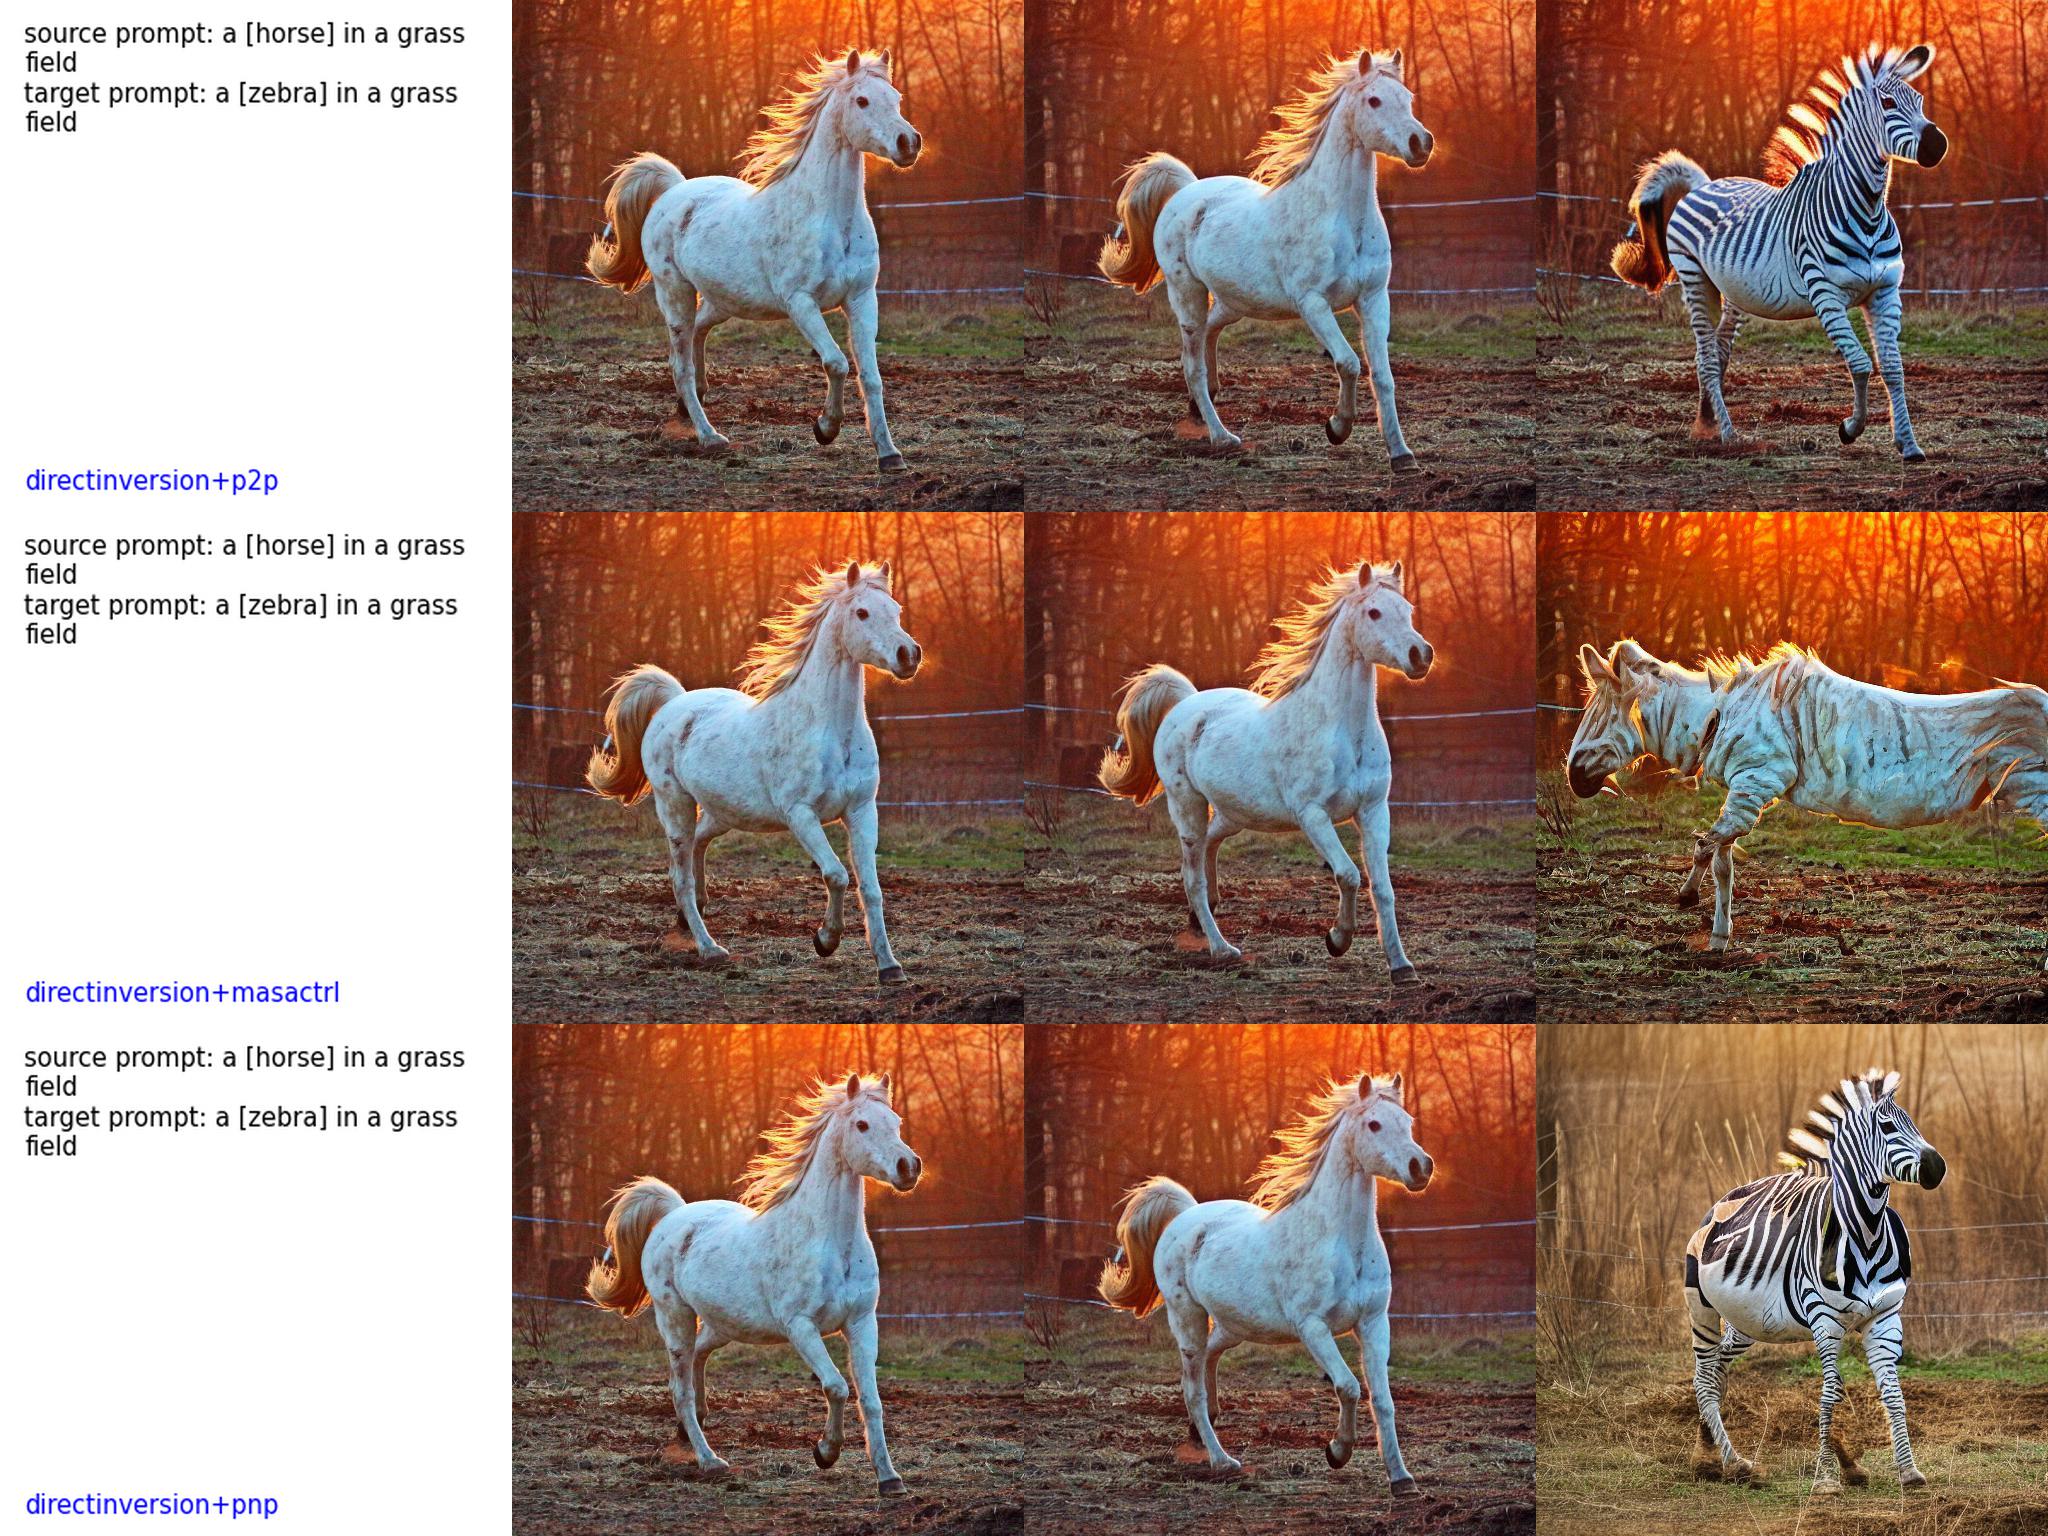 source prompt: a [horse] in a grass
field
target prompt: a [zebra] in a grass
field
directinversion+p2p
source prompt: a [horse] in a grass
field
target prompt: a [zebra] in a grass
field
directinversion+masactrl
source prompt: a [horse] in a grass
field
target prompt: a [zebra] in a grass
field
directinversion+pnp